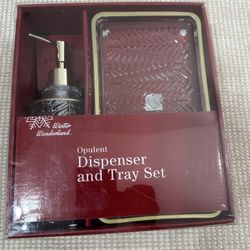 Winter
Wonderland
Opulent
Dispenser
and Tray Set